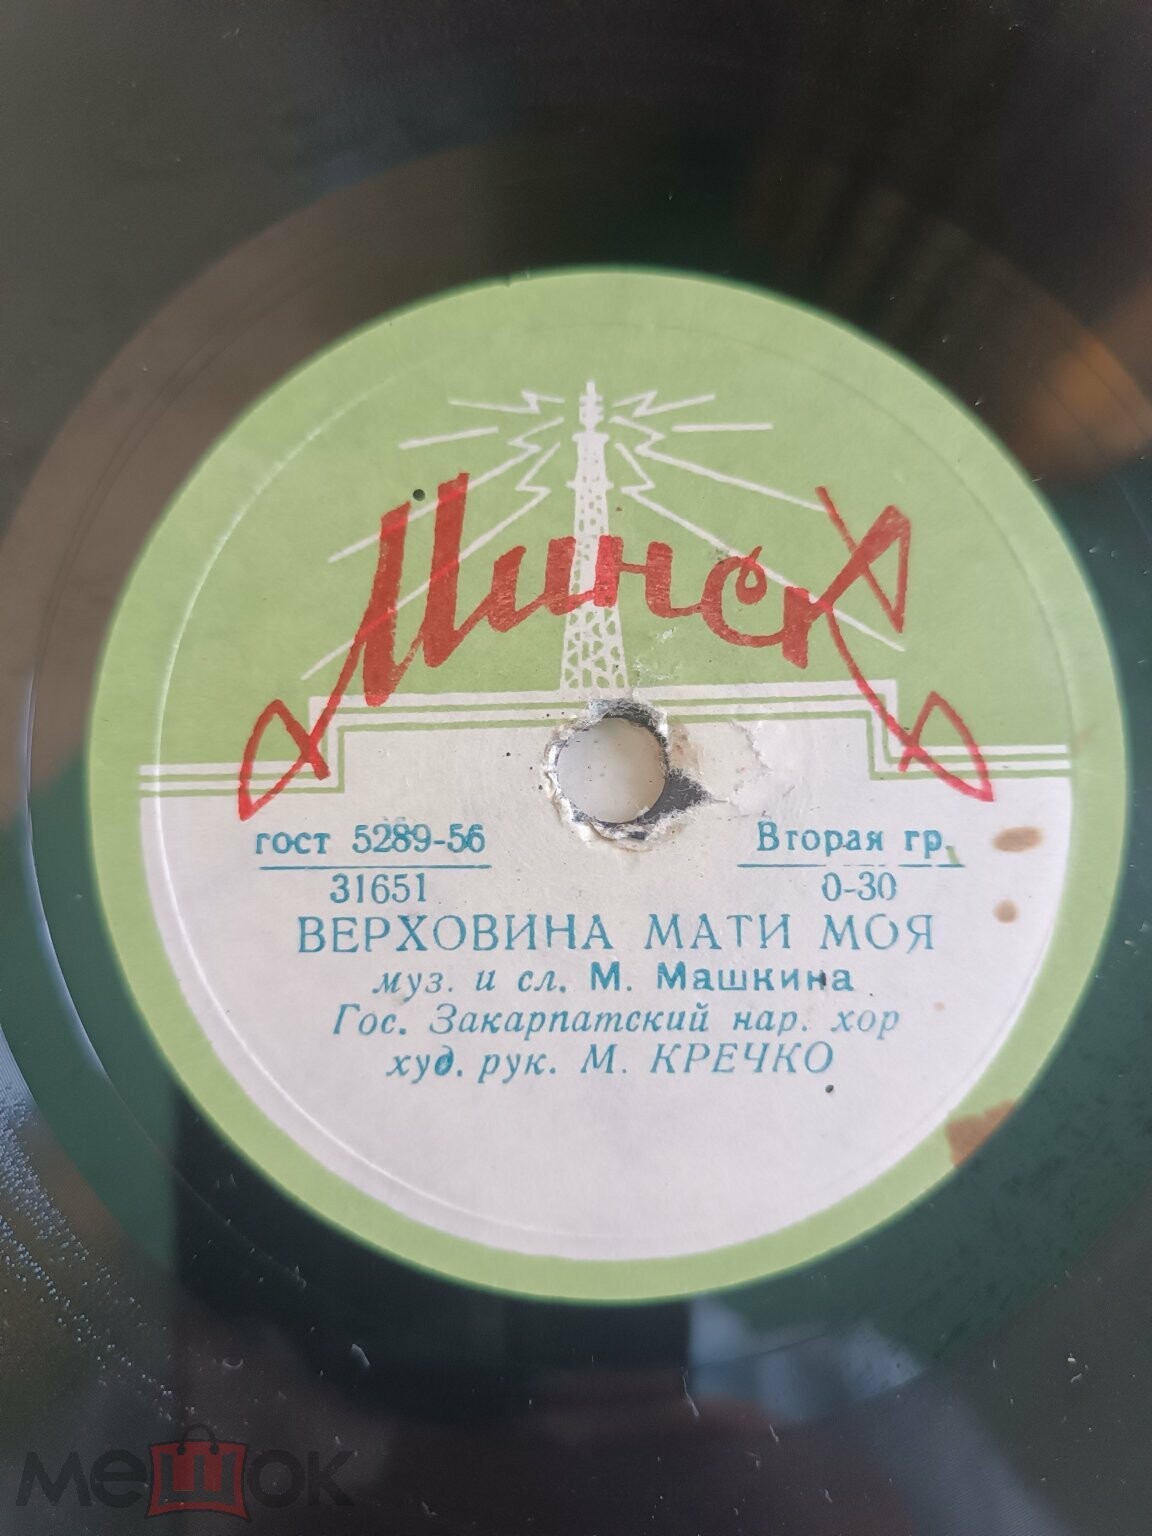 Минск
гост 5289-56 Вторая гр.
31651 0-30
ВЕРХОВИНА МАТИ МОЯ
муз. и сл. М. Машкина
Гос. Закарпатский нар. хор
худ. рук. М. КРЕЧКО
мешок